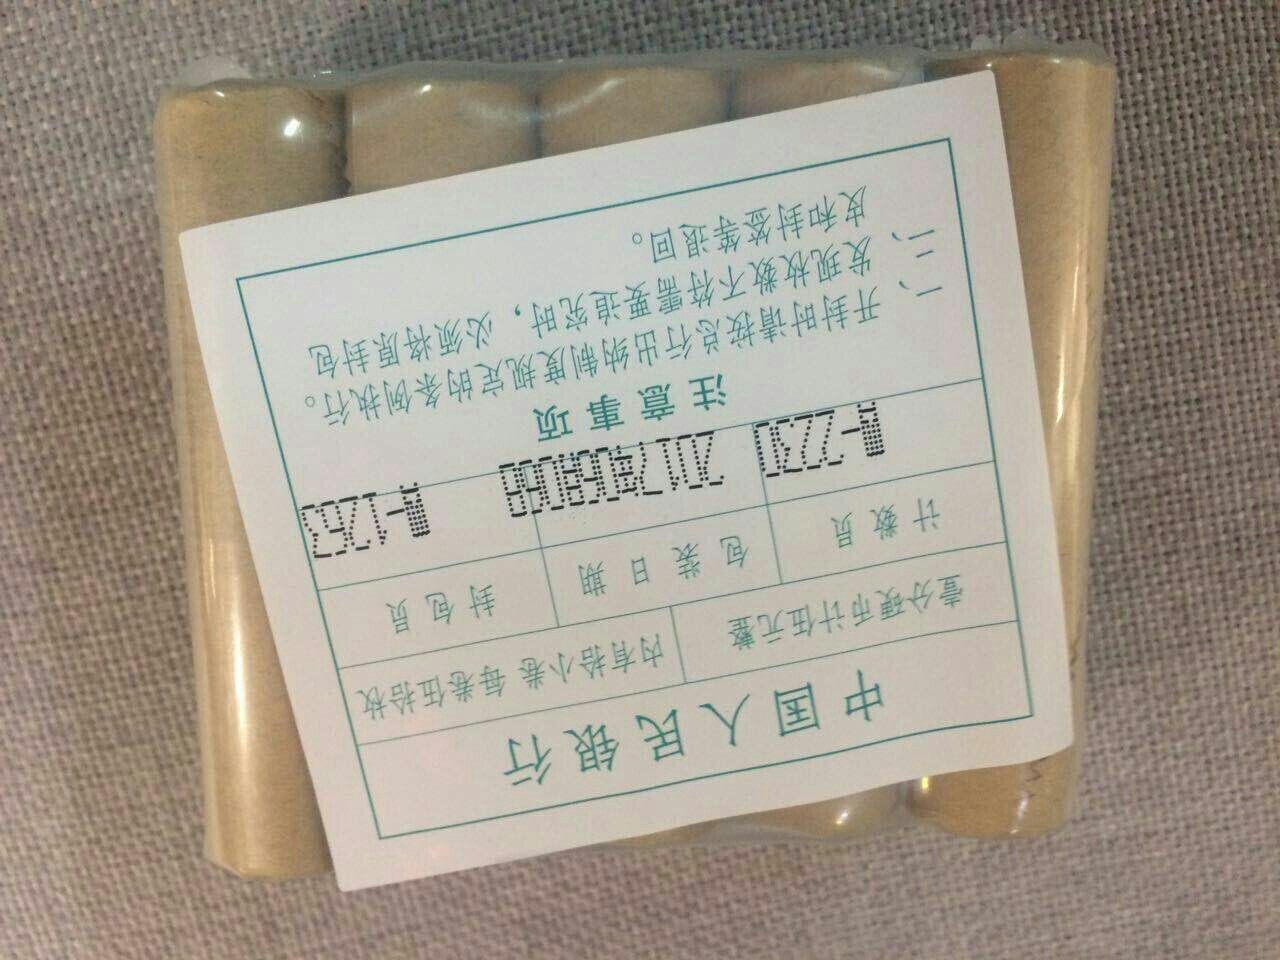 中国人民银行
壹分硬币计伍元整 内有拾小卷 每卷伍拾枚
计数员 包装日期 封包员
注意事项
一、开封时请按总行出纳制度规定的条例执行。
二、发现枚数不符需要追究时，必须将原封包
皮和封签等退回。